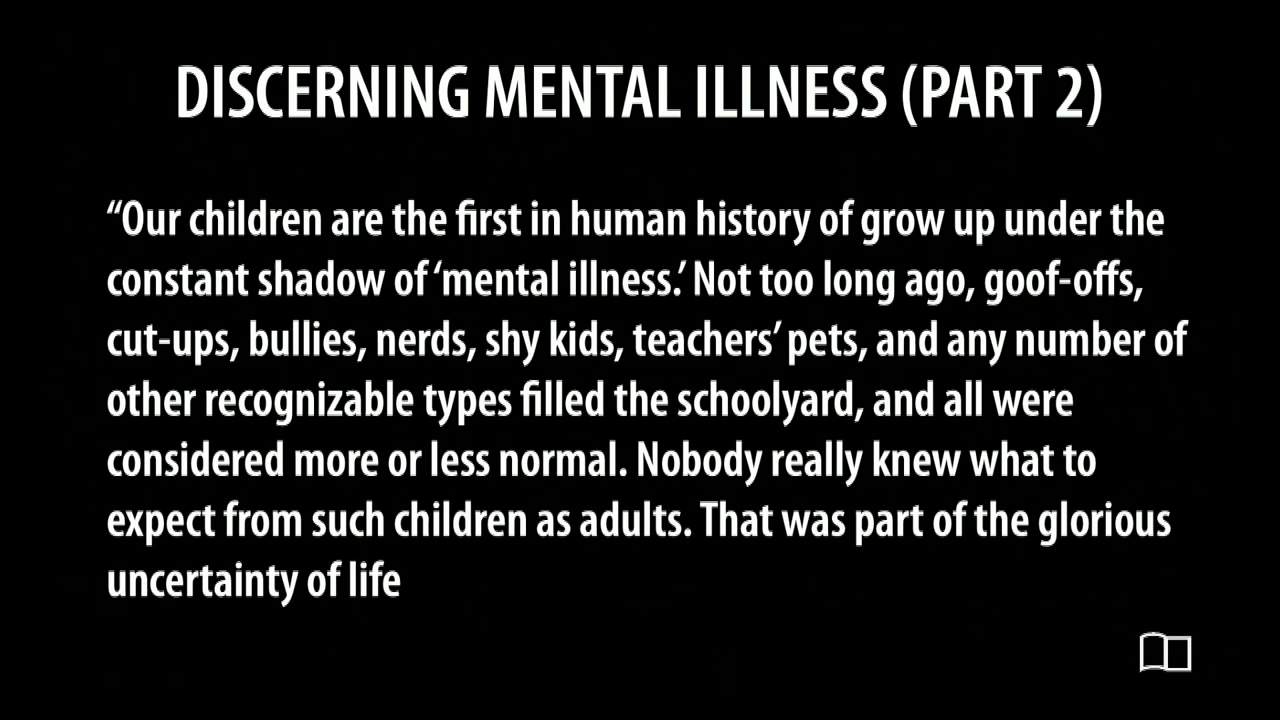 DISCERNING MENTAL ILLNESS (PART 2)
“Our children are the first in human history of grow up under the
constant shadow of ‘mental illness.’ Not too long ago, goof-offs,
cut-ups, bullies, nerds, shy kids, teachers’ pets, and any number of
other recognizable types filled the schoolyard, and all were
considered more or less normal. Nobody really knew what to
expect from such children as adults. That was part of the glorious
uncertainty of life